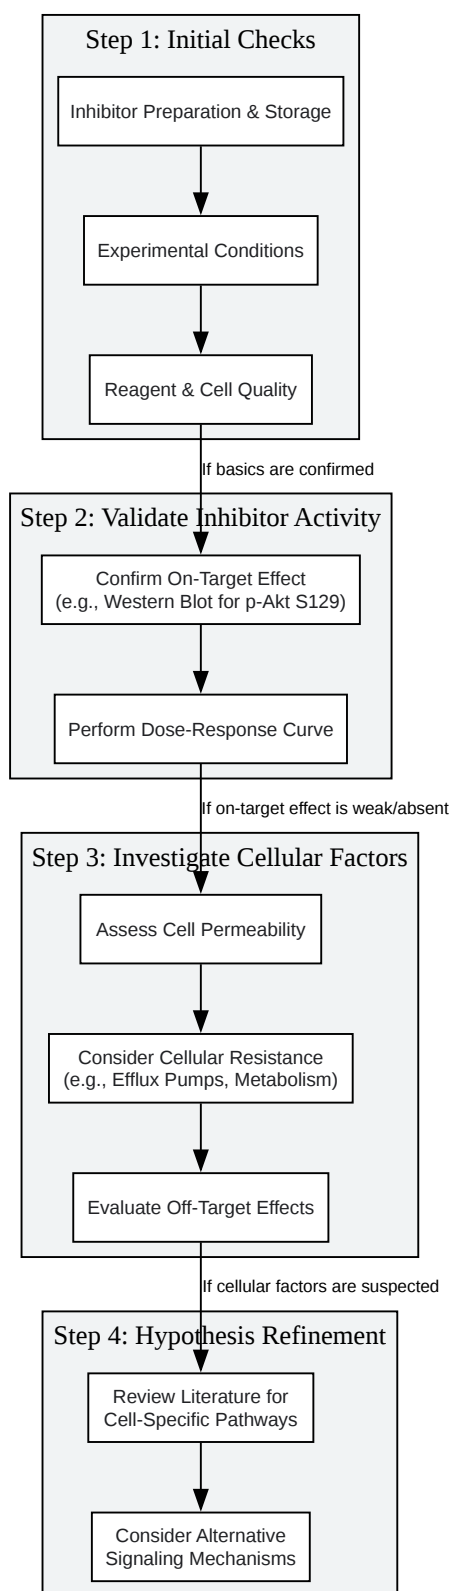 Step 1: Initial Checks
Inhibitor Preparation & Storage
Experimental Conditions
Reagent & Cell Quality
If basics are confirmed
Step 2: Validate Inhibitor Activity
Confirm On-Target Effect
(e.g., Western Blot for p-Akt S129)
Perform Dose-Response Curve
If on-target effect is weak/absent
Step 3: Investigate Cellular Factors
Assess Cell Permeability
Consider Cellular Resistance
(e.g., Efflux Pumps, Metabolism)
Evaluate Off-Target Effects
If cellular factors are suspected
Step 4: Hypothesis Refinement
Review Literature for
Cell-Specific Pathways
Consider Alternative
Signaling Mechanisms